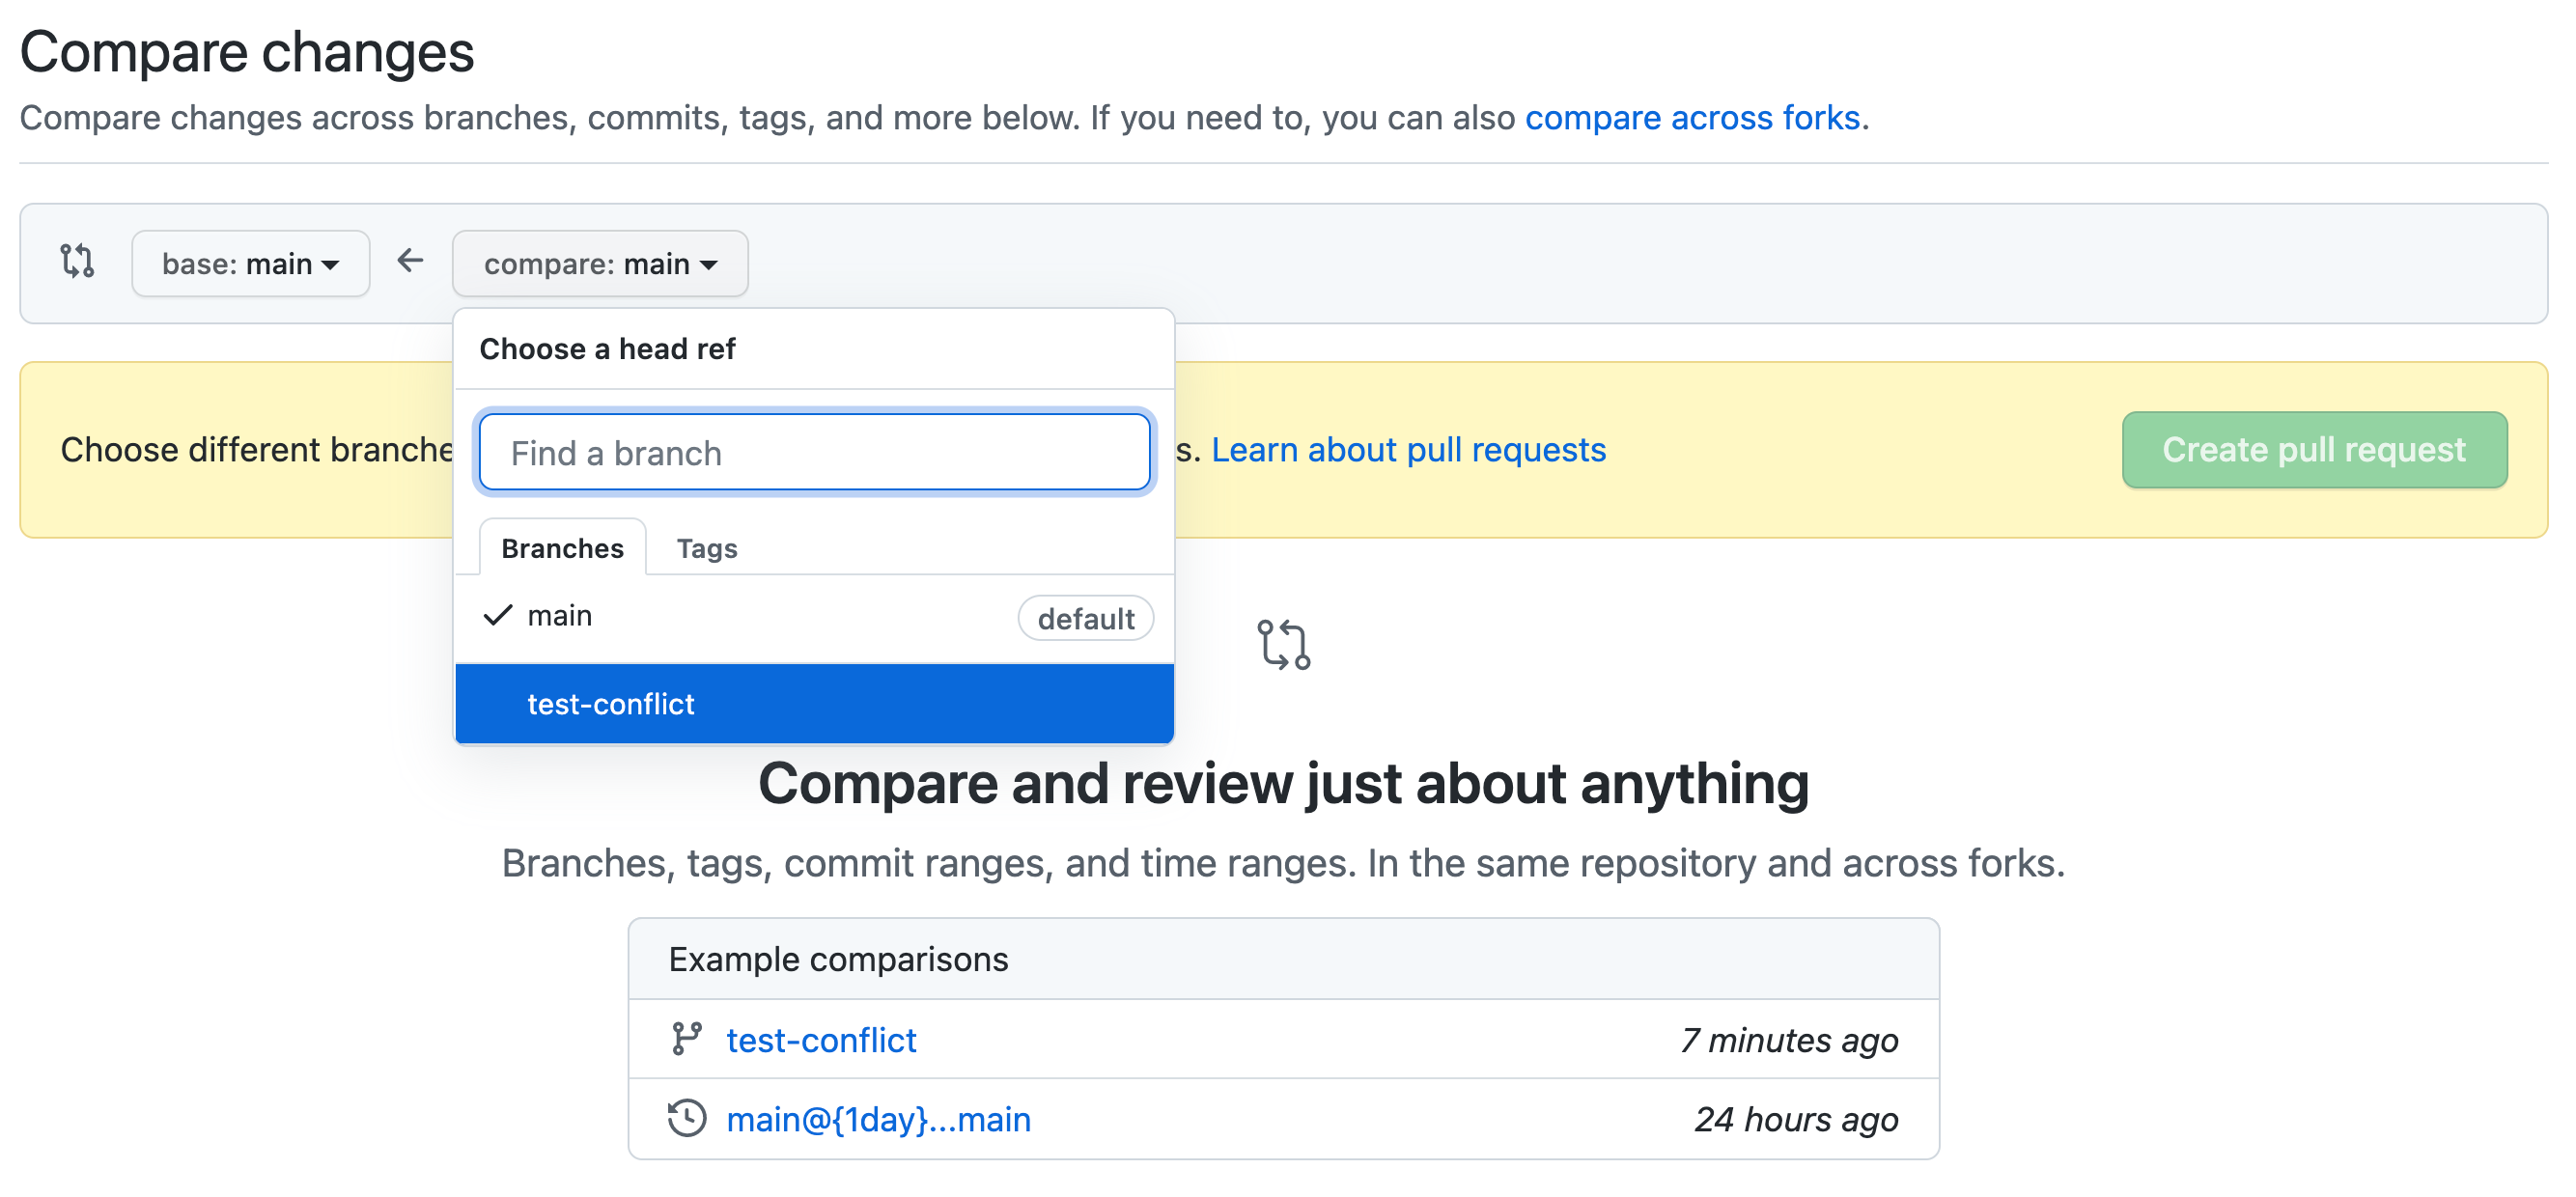 Compare changes
Compare changes across branches, commits, tags, and more below. If you need to, you can also compare across forks.
base: main
compare: main
Choose a head ref
Find a branch
Branches
Tags
main
default
test-conflict
Choose different branche
s. Learn about pull requests
Create pull request
Compare and review just about anything
Branches, tags, commit ranges, and time ranges. In the same repository and across forks.
Example comparisons
test-conflict
7 minutes ago
main@{1day}...main
24 hours ago